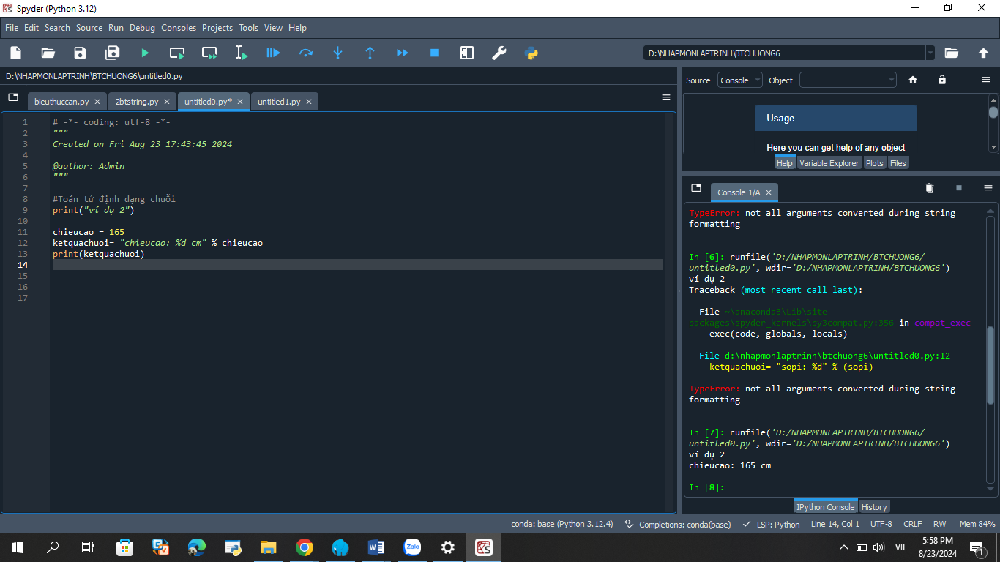 Spyder (Python 3.12)
File Edit Search Source Run Debug Consoles Projects Tools View Help
D:\NHAPMONLAPTRINH\BTCHUONG6
D:\NHAPMONLAPTRINH\BTCHUONG6\untitled0.py
bieuthuccan.py
2btstring.py
untitled0.py*
untitled1.py
1 # -*- coding: utf-8 -*-
2 """
3 Created on Fri Aug 23 17:43:45 2024
4
5 @author: Admin
6 """
7
8 #Toán tử định dạng chuỗi
9 print("ví dụ 2")
10
11 chieucao = 165
12 ketquachuoi= "chieucao: %d cm" % chieucao
13 print(ketquachuoi)
14
15
16
17
Source Console Object
Usage
Here you can get help of any object
Help Variable Explorer Plots Files
Console 1/A
TypeError: not all arguments converted during string
formatting
In [6]: runfile('D:/NHAPMONLAPTRINH/BTCHUONG6/
untitled0.py', wdir='D:/NHAPMONLAPTRINH/BTCHUONG6')
ví dụ 2
Traceback (most recent call last):
File ~\anaconda3\Lib\site-
packages\spyder_kernels\py3compat.py:356 in compat_exec
exec(code, globals, locals)
File d:\nhapmonlaptrinh\btchuong6\untitled0.py:12
ketquachuoi= "sopi: %d" % (sopi)
TypeError: not all arguments converted during string
formatting
In [7]: runfile('D:/NHAPMONLAPTRINH/BTCHUONG6/
untitled0.py', wdir='D:/NHAPMONLAPTRINH/BTCHUONG6')
ví dụ 2
chieucao: 165 cm
In [8]:
IPython Console History
conda: base (Python 3.12.4) Completions: conda(base) LSP: Python Line 14, Col 1 UTF-8 CRLF RW Mem 84%
Zalo
VIE
5:58 PM
8/23/2024
1